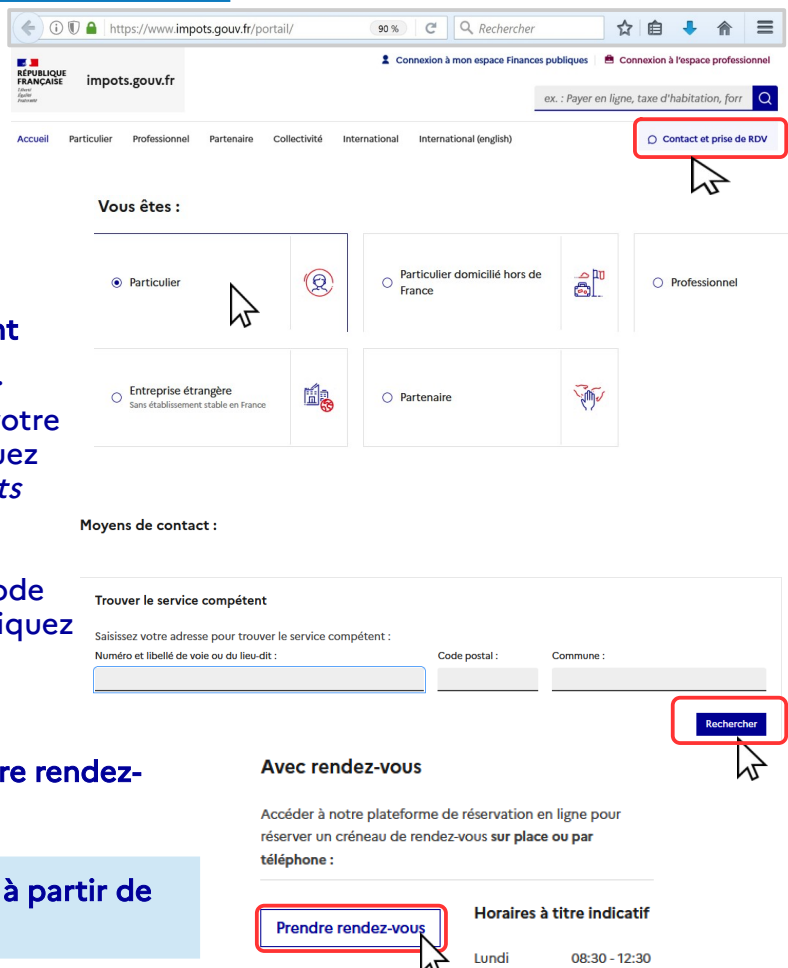 https://www.impots.gouv.fr/portail/
90 %
Rechercher
Connexion à mon espace Finances publiques
Connexion à l'espace professionnel
RÉPUBLIQUE
FRANÇAISE
Liberté
Égalité
Fraternité
impots.gouv.fr
ex. : Payer en ligne, taxe d'habitation, forr
Accueil Particulier Professionnel Partenaire Collectivité International International (english)
Contact et prise de RDV
Vous êtes :
Particulier
Particulier domicilié hors de
France
Professionnel
nt
.
Entreprise étrangère
Sans établissement stable en France
Partenaire
votre
uez
ts
Moyens de contact :
ode
iquez
Trouver le service compétent
Saisissez votre adresse pour trouver le service compétent :
Numéro et libellé de voie ou du lieu-dit :
Code postal :
Commune :
Rechercher
re rendez-
Avec rendez-vous
Accéder à notre plateforme de réservation en ligne pour
réserver un créneau de rendez-vous sur place ou par
téléphone :
à partir de
Prendre rendez-vous
Horaires à titre indicatif
Lundi 08:30 - 12:30